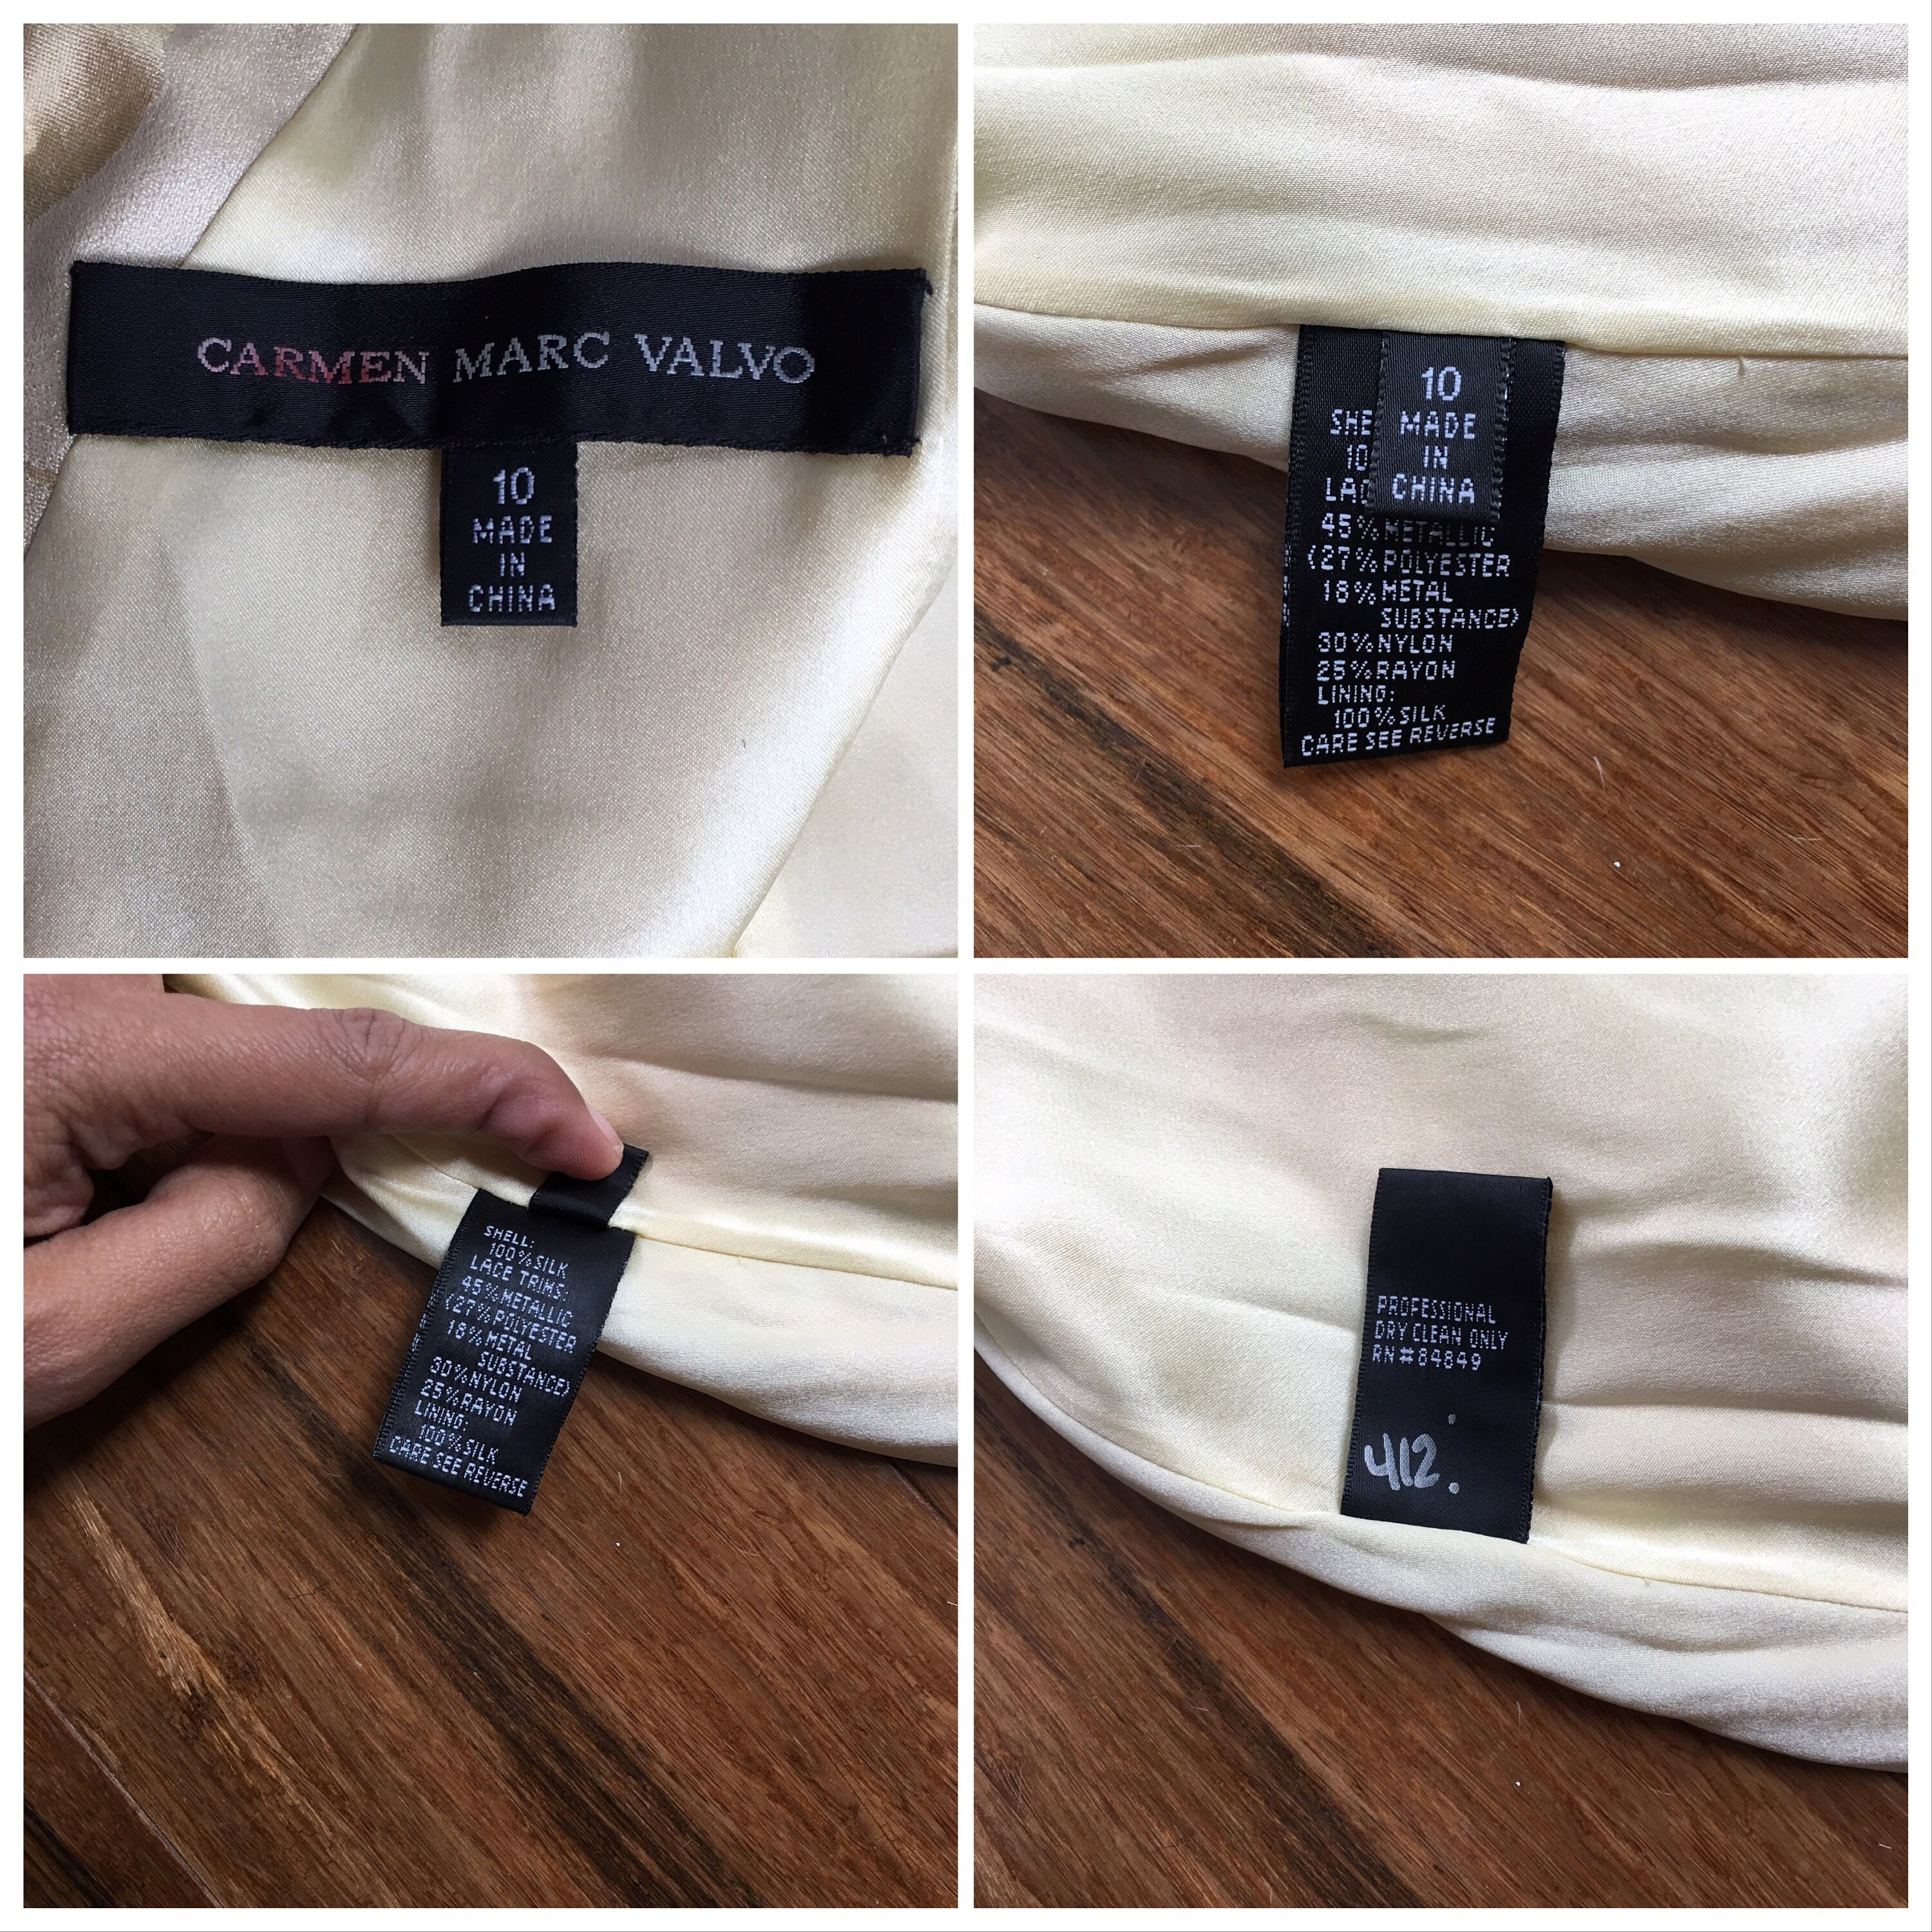 CARMEN MARC VALVO
10
MADE
IN
CHINA
10
MADE
IN
CHINA
SHE
10
LAC
45% METALLIC
(27% POLYESTER
18% METAL
SUBSTANCE)
30% NYLON
25% RAYON
LINING:
100% SILK
CARE SEE REVERSE
SHELL:
100% SILK
LACE TRIMS.
45% METALLIC
(27% POLYESTER
18% METAL
SUBSTANCE)
30% NYLON
25% RAYON
LINING:
100% SILK
CARE SEE REVERSE
PROFESSIONAL
DRY CLEAN ONLY
RN#84849
412.